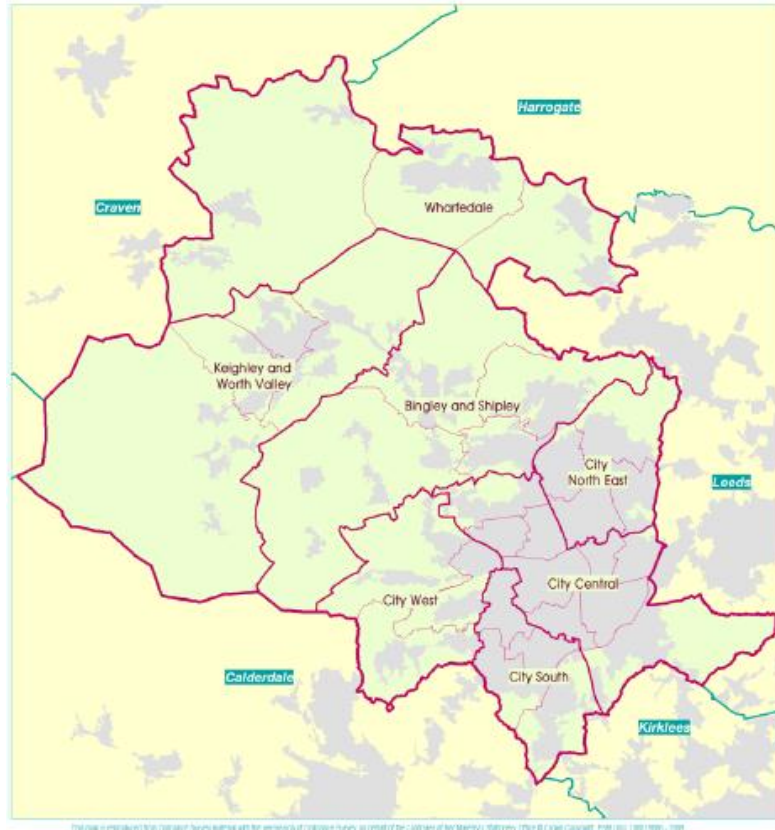 Harrogate
Craven
Wharfedale
Keighley and
Worth Valley
Bingley and Shipley
City
North East
Leeds
City Central
City West
City South
Calderdale
Kirklees